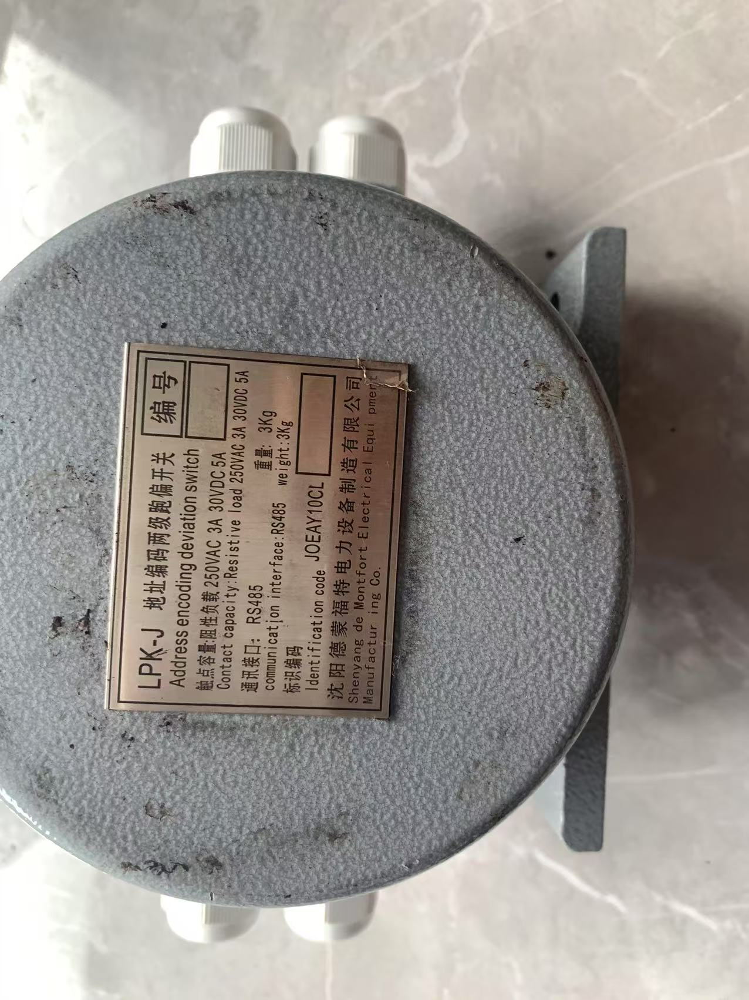 LPK-J 地址编码两级跑偏开关
编号
Address encoding deviation switch
触点容量:阻性负载 250VAC 3A 30VDC 5A
Contact capacity:Resistive load 250VAC 3A 30VDC 5A
通讯接口: RS485 重量: 3Kg
communication interface:RS485 weight:3Kg
标识编码
Identification code JOEAY10CL
沈阳德蒙福特电力设备制造有限公司
Shenyang de Montfort Electrical Equi pment
Manufactur ing Co.